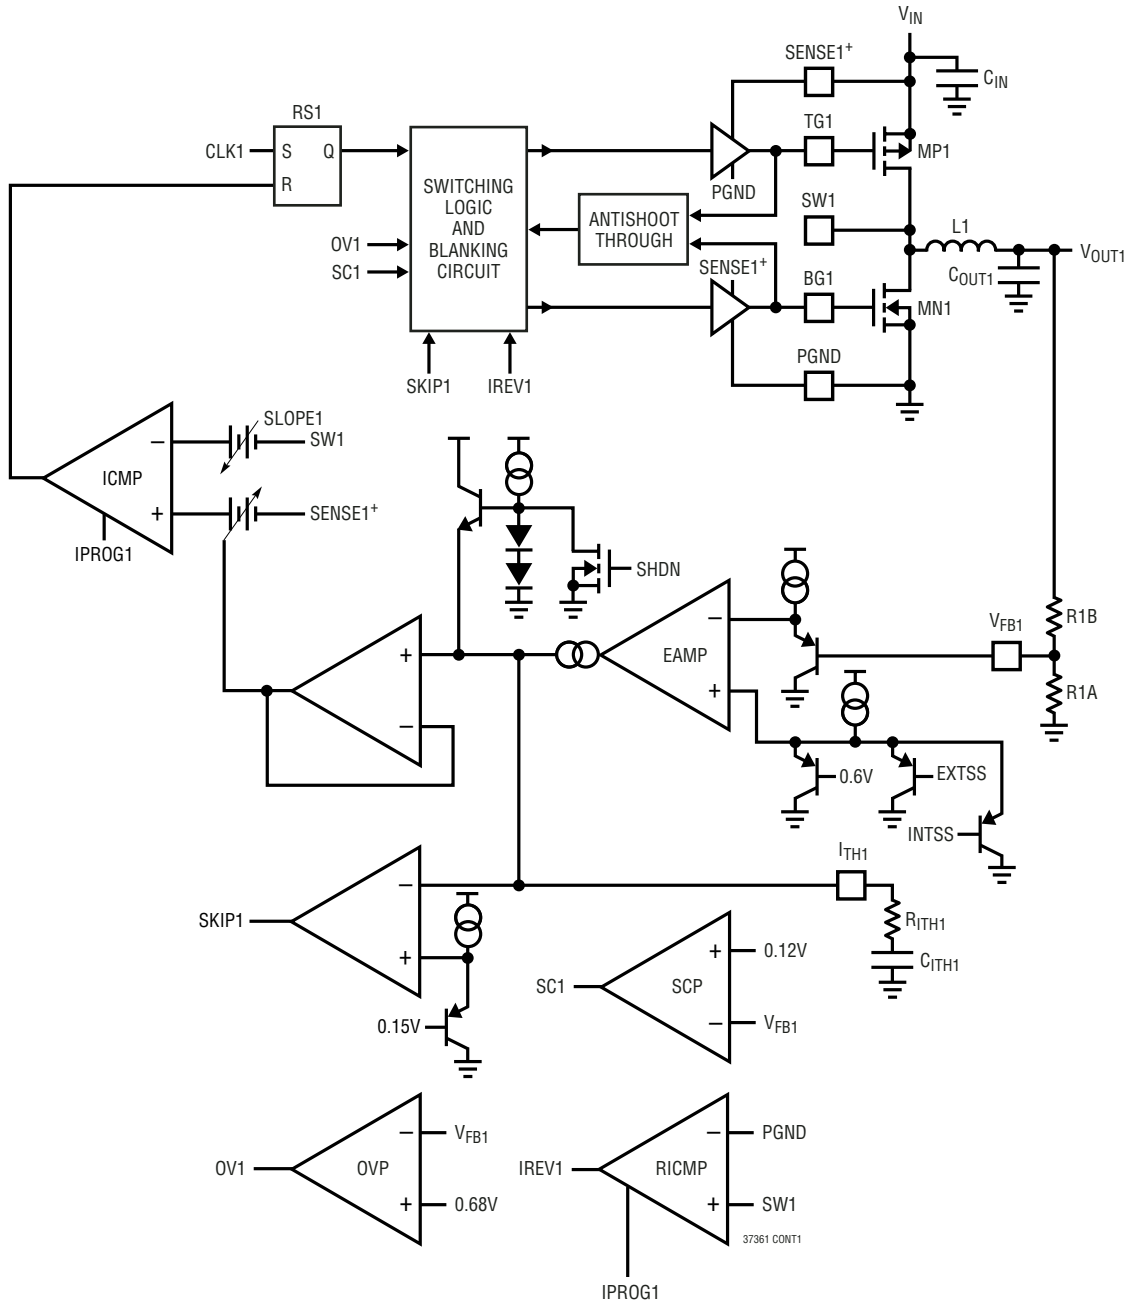 VIN
SENSE1+
CIN
RS1
TG1
CLK1
S
Q
MP1
R
PGND
SWITCHING
LOGIC
AND
BLANKING
CIRCUIT
ANTISHOOT
THROUGH
SW1
L1
OV1
SC1
VOUT1
SENSE1+
COUT1
BG1
MN1
PGND
SKIP1
IREV1
SLOPE1
–
SW1
ICMP
+
SENSE1+
IPROG1
SHDN
–
R1B
VFB1
EAMP
+
+
R1A
–
0.6V
EXTSS
INTSS
ITH1
–
SKIP1
RITH1
+
+
0.12V
CITH1
SC1
SCP
0.15V
–
VFB1
–
VFB1
–
PGND
OV1
OVP
IREV1
RICMP
+
0.68V
+
SW1
37361 CONT1
IPROG1